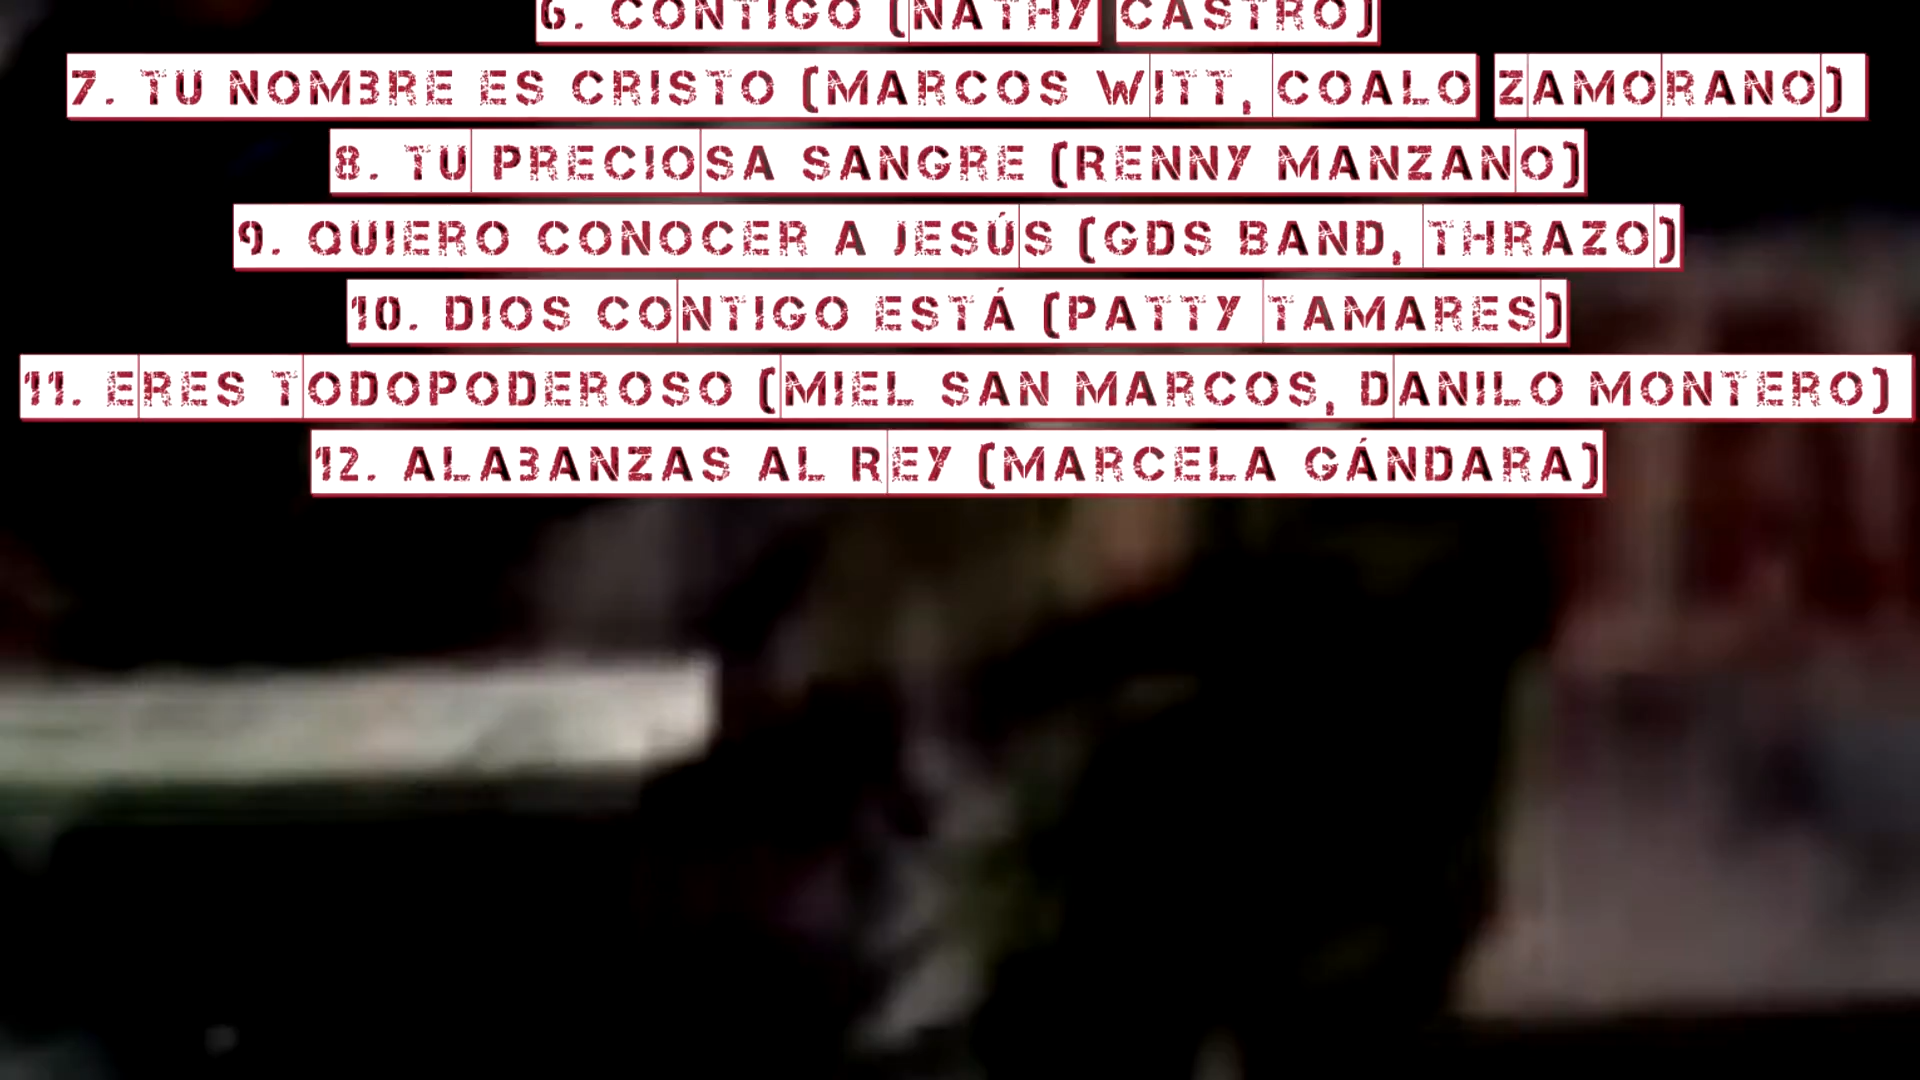 6. CONTIGO (NATHY CASTRO)
7. TU NOMBRE ES CRISTO (MARCOS WITT, COALO ZAMORANO)
8. TU PRECIOSA SANGRE (RENNY MANZANO)
9. QUIERO CONOCER A JESÚS (GDS BAND, THRAZO)
10. DIOS CONTIGO ESTÁ (PATTY TAMARES)
11. ERES TODOPODEROSO (MIEL SAN MARCOS, DANILO MONTERO)
12. ALABANZAS AL REY (MARCELA GÁNDARA)